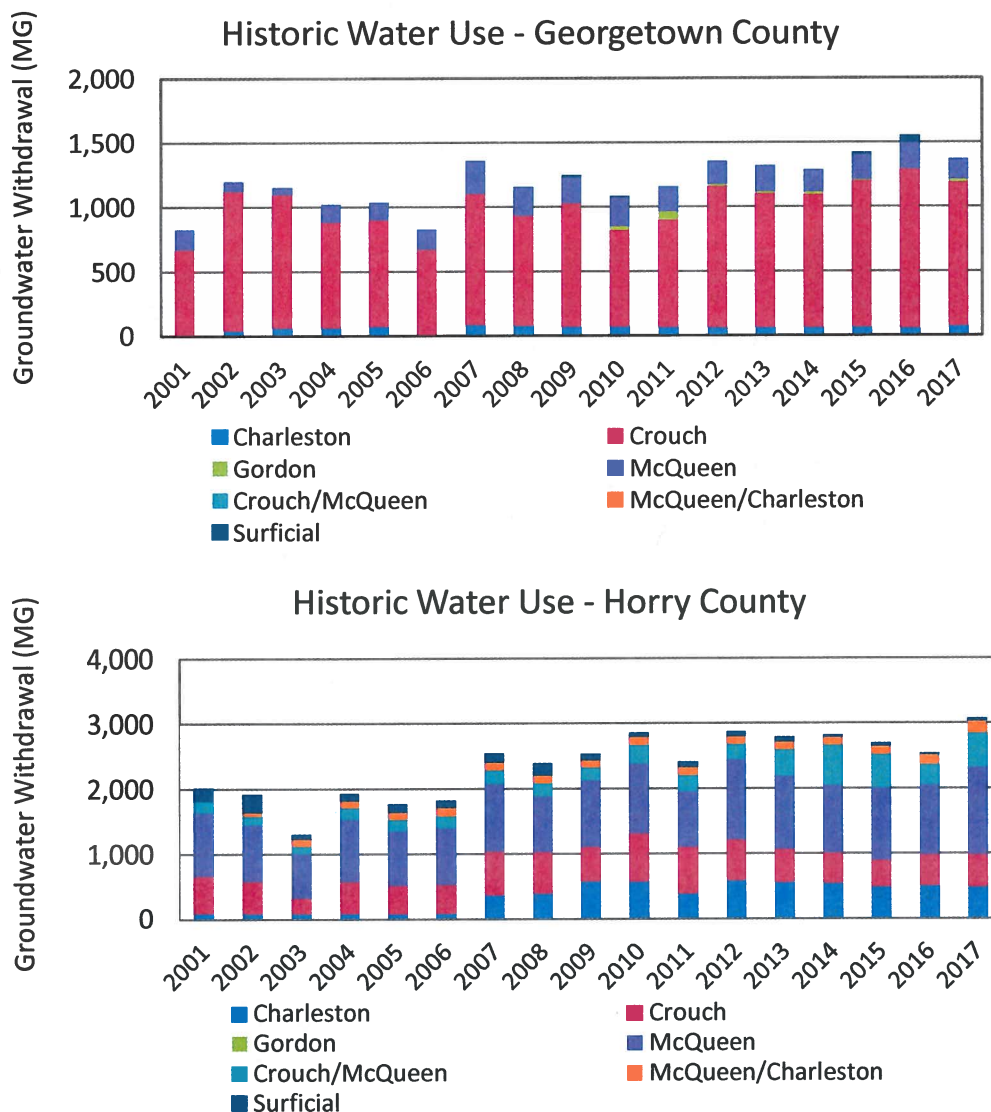 Historic Water Use - Georgetown County
Groundwater Withdrawal (MG)
2,000
1,500
1,000
500
0
2001 2002 2003 2004 2005 2006 2007 2008 2009 2010 2011 2012 2013 2014 2015 2016 2017
Charleston Crouch
Gordon McQueen
Crouch/McQueen McQueen/Charleston
Surficial
Historic Water Use - Horry County
Groundwater Withdrawal (MG)
4,000
3,000
2,000
1,000
0
2001 2002 2003 2004 2005 2006 2007 2008 2009 2010 2011 2012 2013 2014 2015 2016 2017
Charleston Crouch
Gordon McQueen
Crouch/McQueen McQueen/Charleston
Surficial